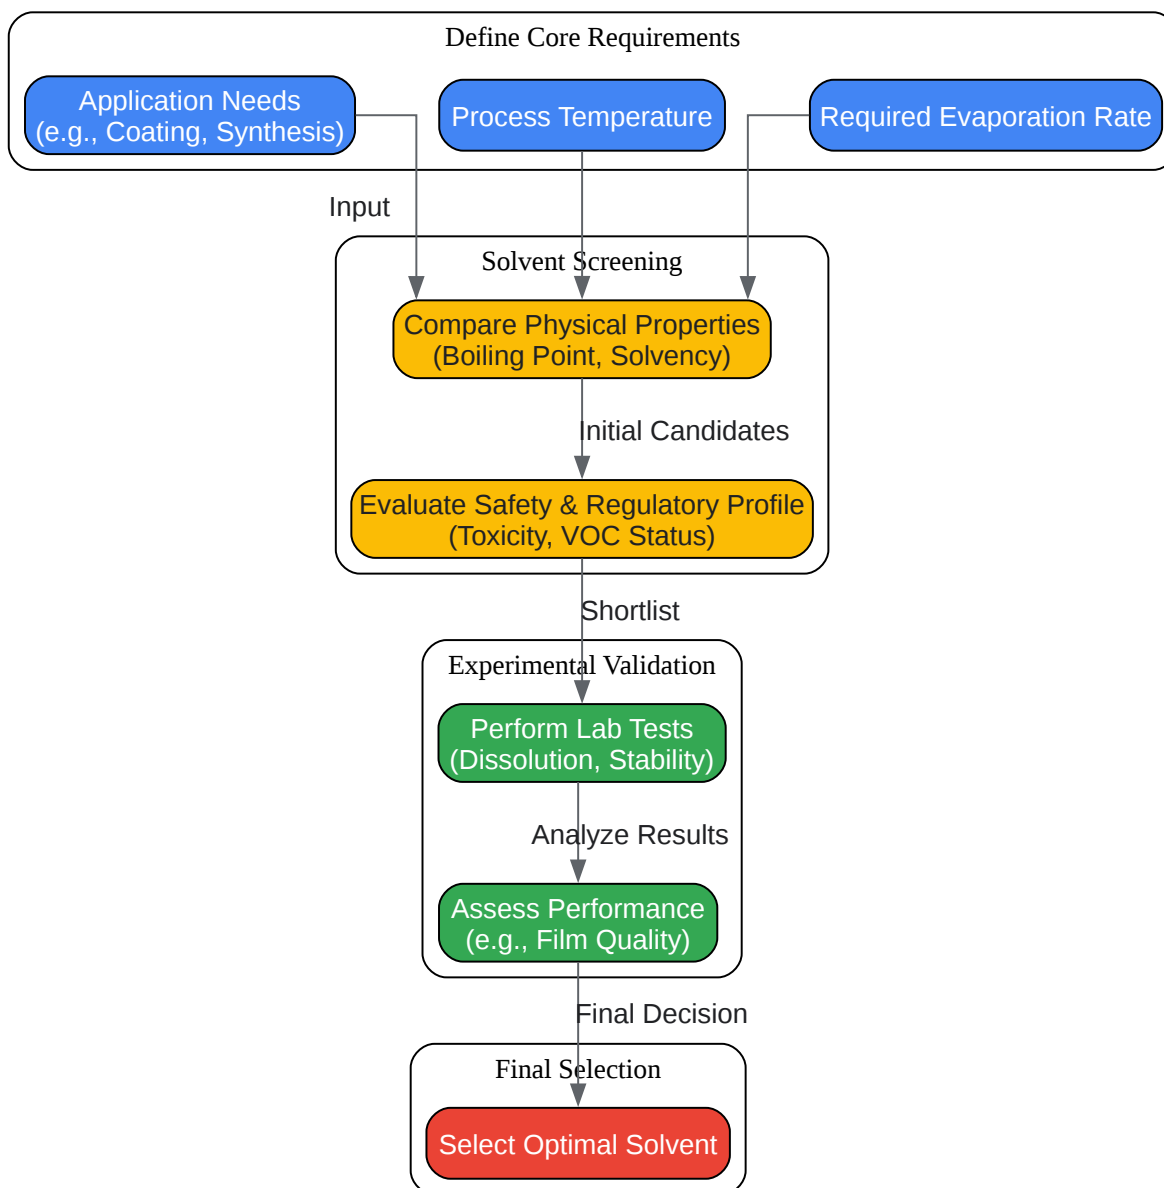 Define Core Requirements
Application Needs
(e.g., Coating, Synthesis)
Process Temperature
Required Evaporation Rate
Input
Solvent Screening
Compare Physical Properties
(Boiling Point, Solvency)
Initial Candidates
Evaluate Safety & Regulatory Profile
(Toxicity, VOC Status)
Shortlist
Experimental Validation
Perform Lab Tests
(Dissolution, Stability)
Analyze Results
Assess Performance
(e.g., Film Quality)
Final Decision
Final Selection
Select Optimal Solvent